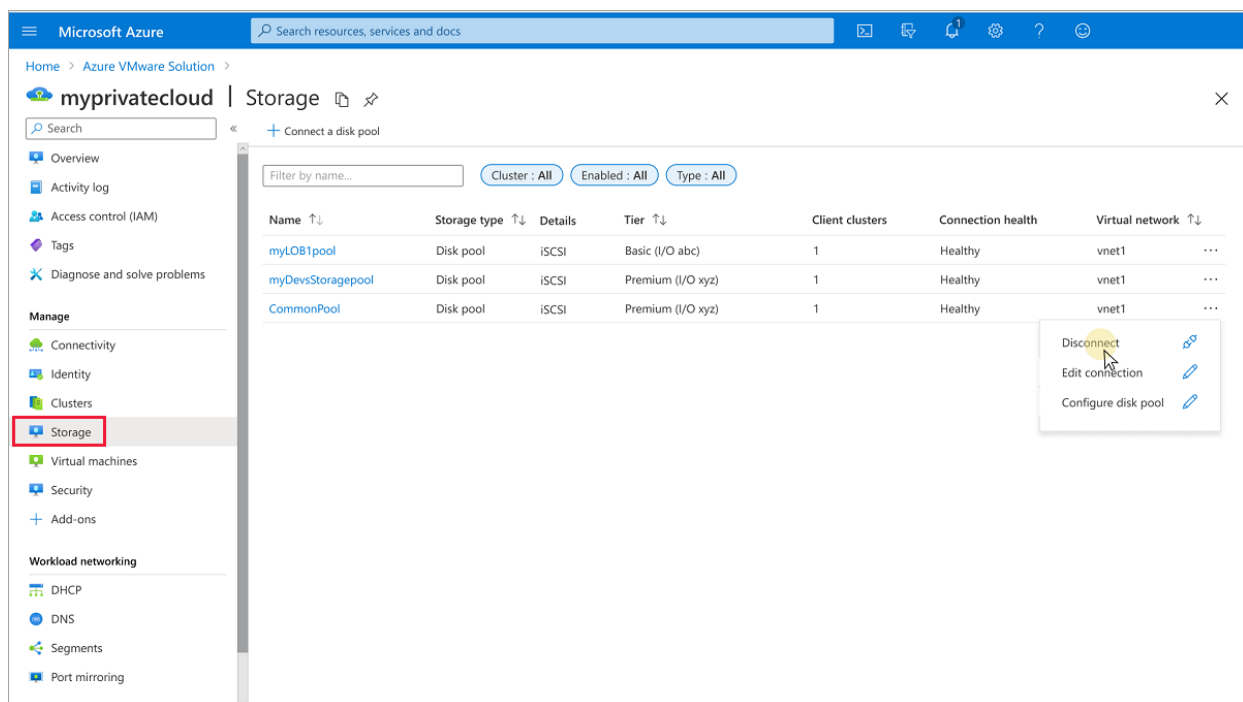 Microsoft Azure
Search resources, services and docs
1
Home > Azure VMware Solution >
myprivatecloud | Storage
Search
«
+ Connect a disk pool
Overview
Activity log
Access control (IAM)
Tags
Diagnose and solve problems
Manage
Connectivity
Identity
Clusters
Storage
Virtual machines
Security
+ Add-ons
Workload networking
DHCP
DNS
Segments
Port mirroring
Filter by name...
Cluster : All
Enabled : All
Type : All
Name ↑↓ Storage type ↑↓ Details Tier ↑↓ Client clusters Connection health Virtual network ↑↓
myLOB1pool Disk pool iSCSI Basic (I/O abc) 1 Healthy vnet1 ...
myDevsStoragepool Disk pool iSCSI Premium (I/O xyz) 1 Healthy vnet1 ...
CommonPool Disk pool iSCSI Premium (I/O xyz) 1 Healthy vnet1 ...
Disconnect
Edit connection
Configure disk pool